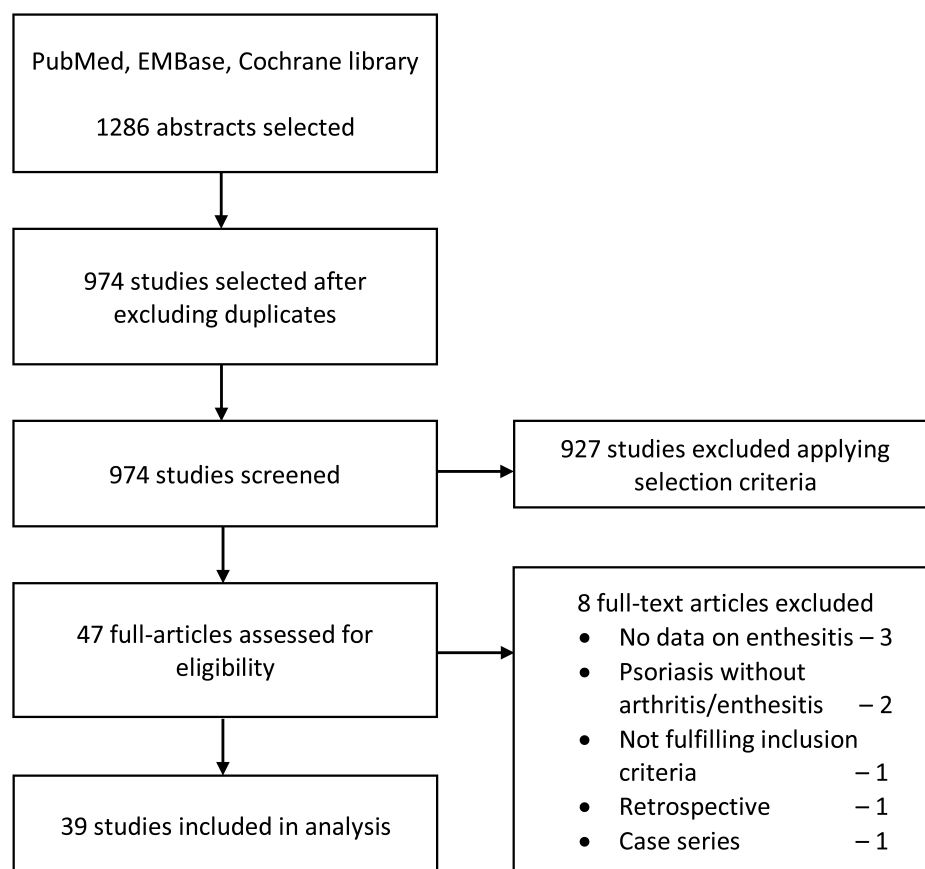 PubMed, EMBase, Cochrane library
1286 abstracts selected
974 studies selected after
excluding duplicates
974 studies screened
927 studies excluded applying
selection criteria
47 full-articles assessed for
eligibility
8 full-text articles excluded
• No data on enthesitis – 3
• Psoriasis without
arthritis/enthesitis – 2
• Not fulfilling inclusion
criteria – 1
• Retrospective – 1
• Case series – 1
39 studies included in analysis